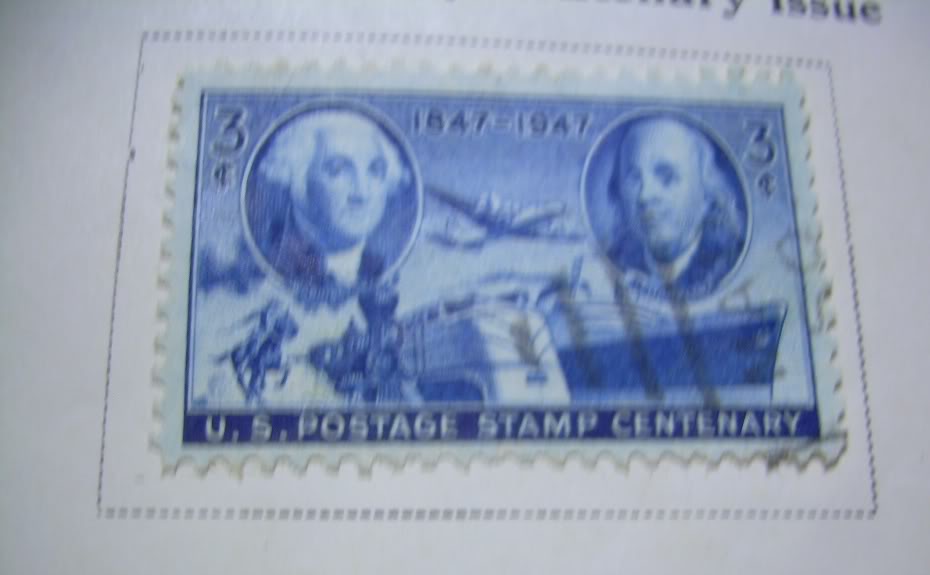 Issue
3¢
1847-1947
3¢
U.S. POSTAGE STAMP CENTENARY